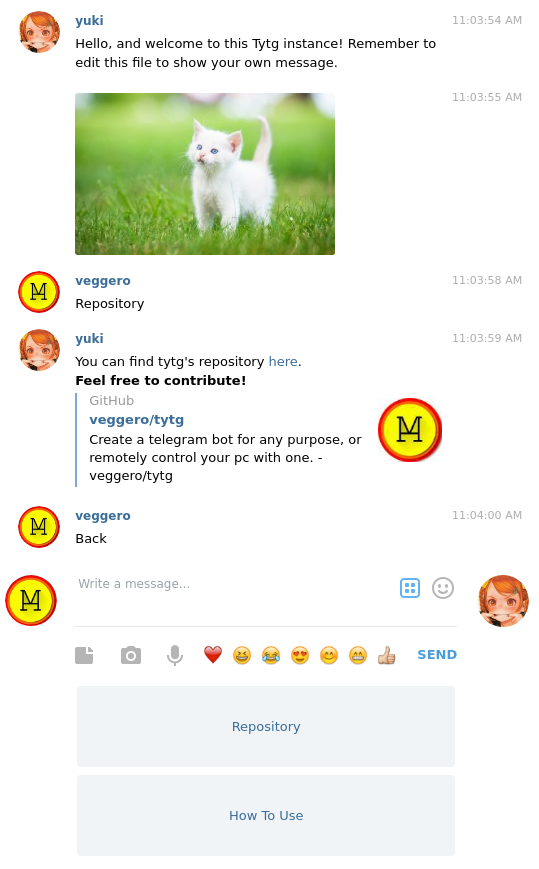 yuki 11:03:54 AM
Hello, and welcome to this Tytg instance! Remember to
edit this file to show your own message.
11:03:55 AM
veggero 11:03:58 AM
Repository
yuki 11:03:59 AM
You can find tytg's repository here.
Feel free to contribute!
GitHub
veggero/tytg
Create a telegram bot for any purpose, or
remotely control your pc with one. -
veggero/tytg
veggero 11:04:00 AM
Back
Write a message...
SEND
Repository
How To Use